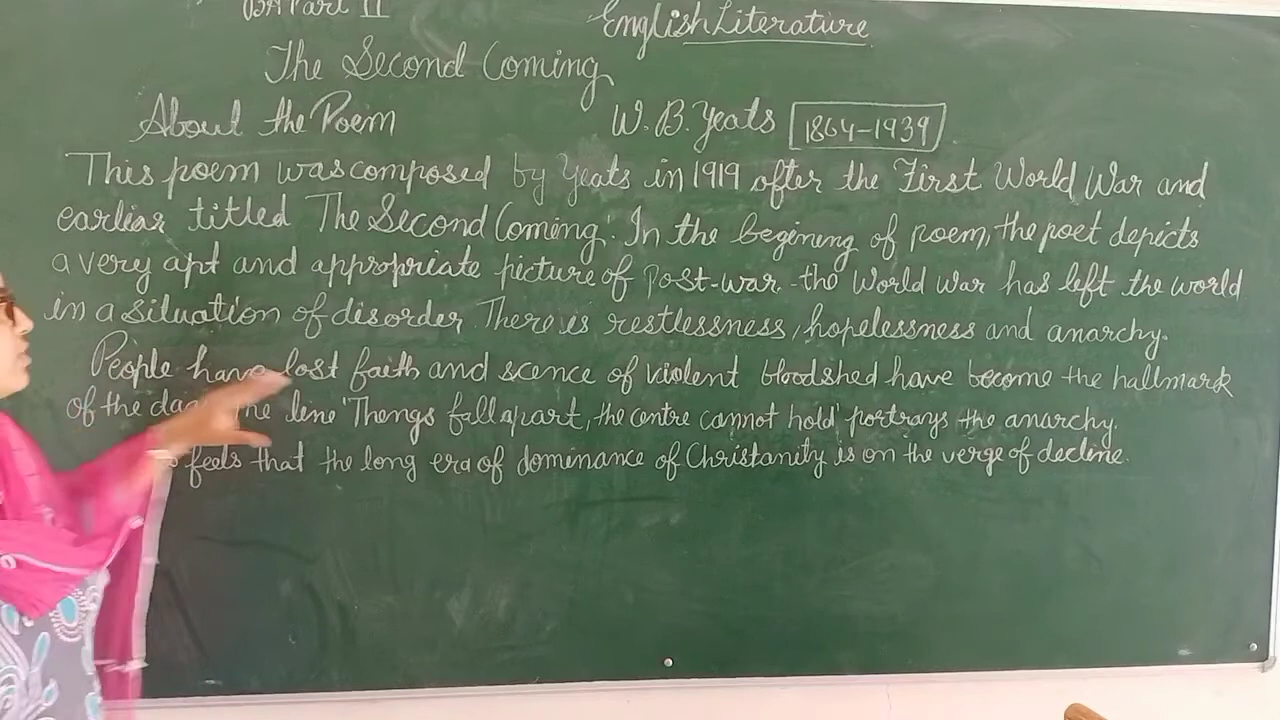 BA Part II
English Literature
The Second Coming
About the Poem
W. B. Yeats 1864-1939
This poem was composed by Yeats in 1919 after the First World War and
earlier titled 'The Second Coming'. In the begining of poem, the poet depicts
a very apt and appropriate picture of post-war - the World War has left the world
in a situation of disorder. There is restlessness, hopelessness and anarchy.
People have lost faith and scence of violent bloodshed have become the hallmark
of the line 'Thengs fall apart, the centre cannot hold' portrays the anarchy.
feels that the long era of dominance of Christanity is on the verge of decline.